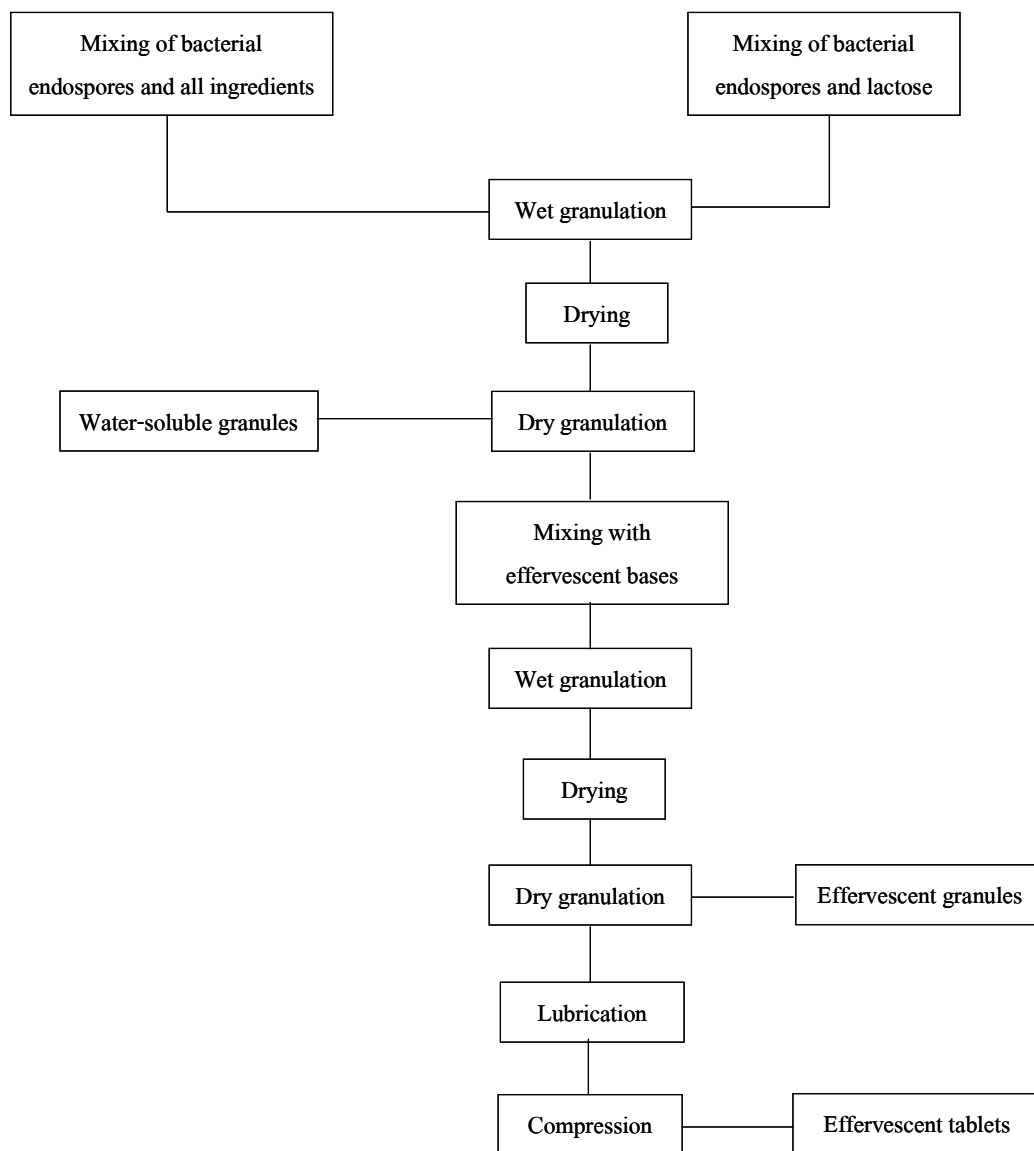 Mixing of bacterial
endospores and all ingredients
Mixing of bacterial
endospores and lactose
Wet granulation
Drying
Water-soluble granules
Dry granulation
Mixing with
effervescent bases
Wet granulation
Drying
Dry granulation
Effervescent granules
Lubrication
Compression
Effervescent tablets